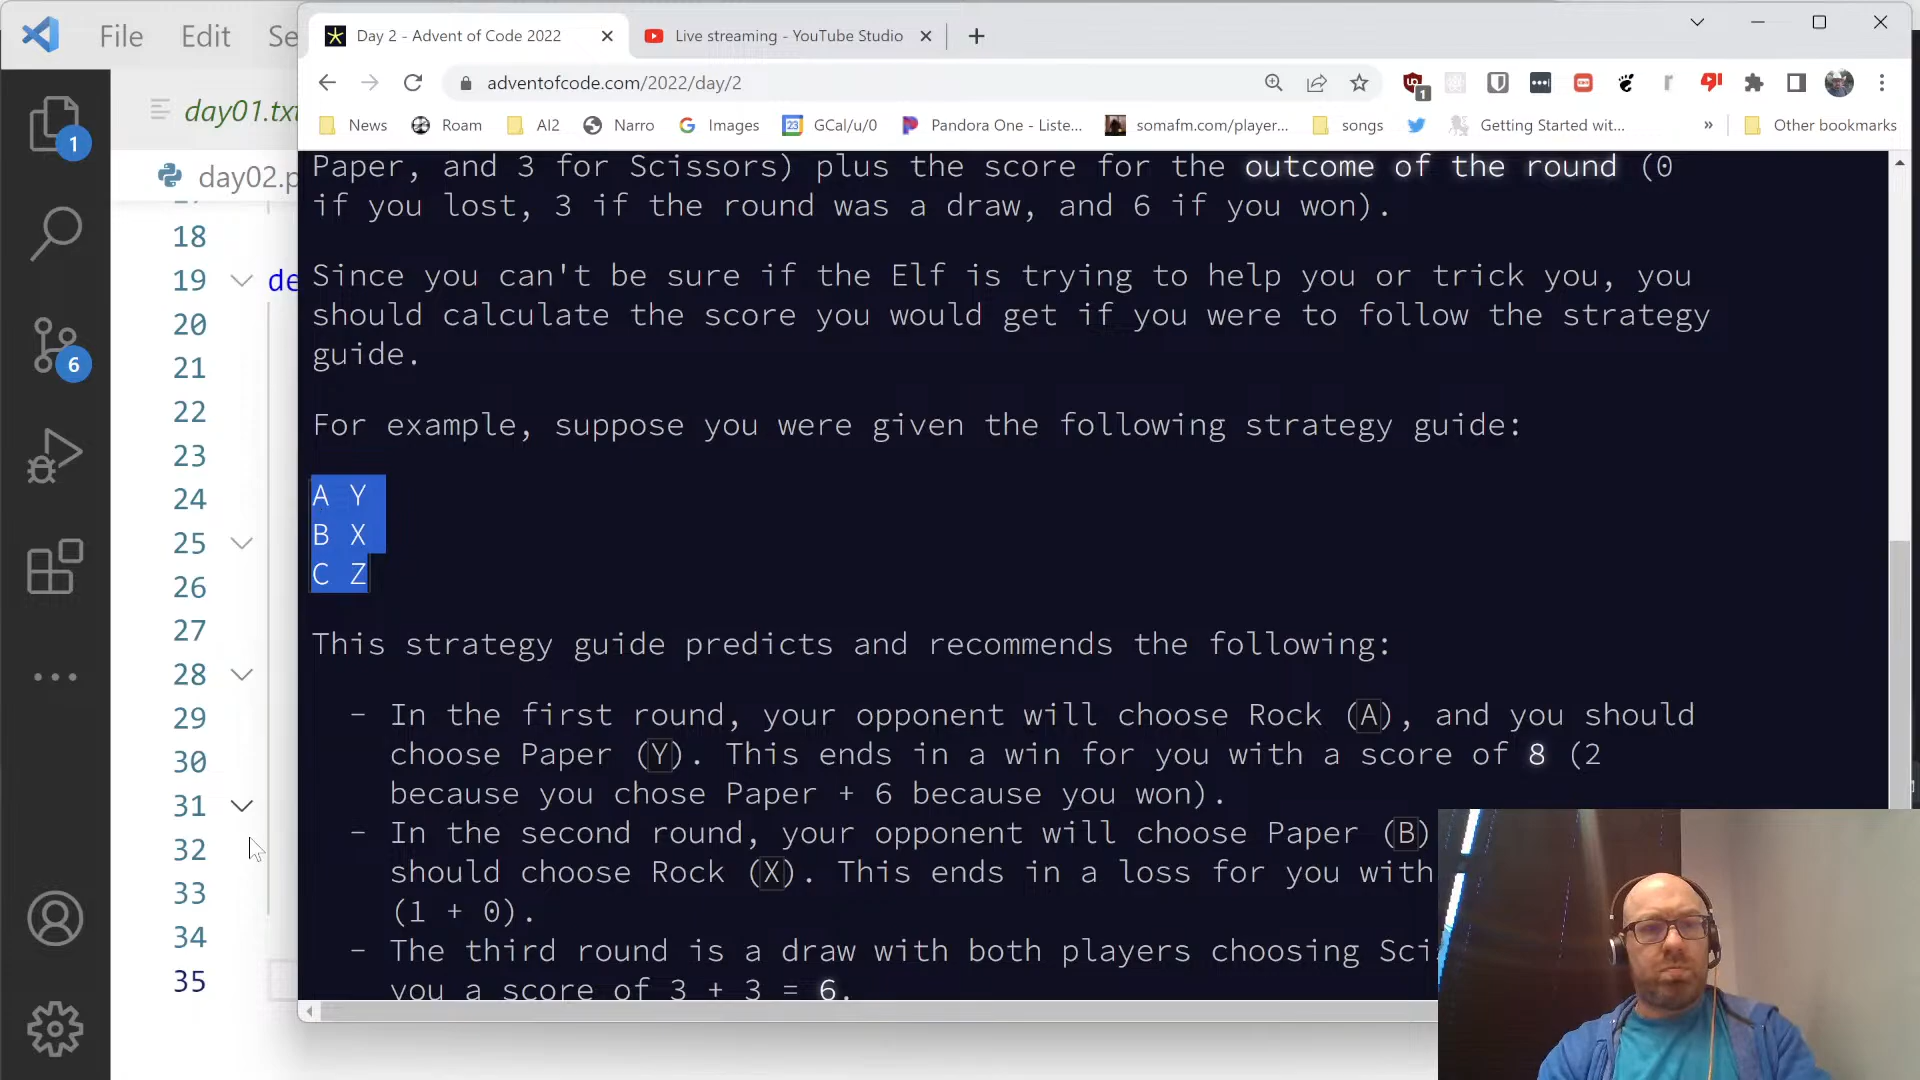 File Edit Se
Day 2 - Advent of Code 2022
Live streaming - YouTube Studio
adventofcode.com/2022/day/2
1
News Roam AI2 Narro Images 23 GCal/u/0 Pandora One - Liste... somafm.com/player... songs Getting Started wit... » Other bookmarks
day01.txt
day02.p
1
6
18
19 de
20
21
22
23
24
25
26
27
28
29
30
31
32
33
34
35
Paper, and 3 for Scissors) plus the score for the outcome of the round (0
if you lost, 3 if the round was a draw, and 6 if you won).
Since you can't be sure if the Elf is trying to help you or trick you, you
should calculate the score you would get if you were to follow the strategy
guide.
For example, suppose you were given the following strategy guide:
A Y
B X
C Z
This strategy guide predicts and recommends the following:
- In the first round, your opponent will choose Rock (A), and you should
choose Paper (Y). This ends in a win for you with a score of 8 (2
because you chose Paper + 6 because you won).
- In the second round, your opponent will choose Paper (B)
should choose Rock (X). This ends in a loss for you with
(1 + 0).
- The third round is a draw with both players choosing Sci
you a score of 3 + 3 = 6.